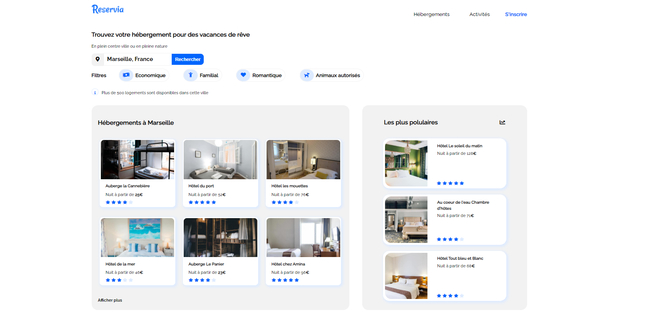 Reservia
Hébergements
Activités
S'inscrire
Trouvez votre hébergement pour des vacances de rêve
En plein centre ville ou en pleine nature
Marseille, France
Rechercher
Filtres
Economique
Familial
Romantique
Animaux autorisés
Plus de 500 logements sont disponibles dans cette ville
Hébergements à Marseille
Auberge la Cannebière
Nuit à partir de 25€
Hôtel du port
Nuit à partir de 52€
Hôtel les mouettes
Nuit à partir de 76€
Hôtel de la mer
Nuit à partir de 46€
Auberge Le Panier
Nuit à partir de 23€
Hôtel chez Amina
Nuit à partir de 96€
Afficher plus
Les plus polulaires
Hôtel Le soleil du matin
Nuit à partir de 128€
Au coeur de l'eau Chambre
d'hôtes
Nuit à partir de 71€
Hôtel Tout bleu et Blanc
Nuit à partir de 68€